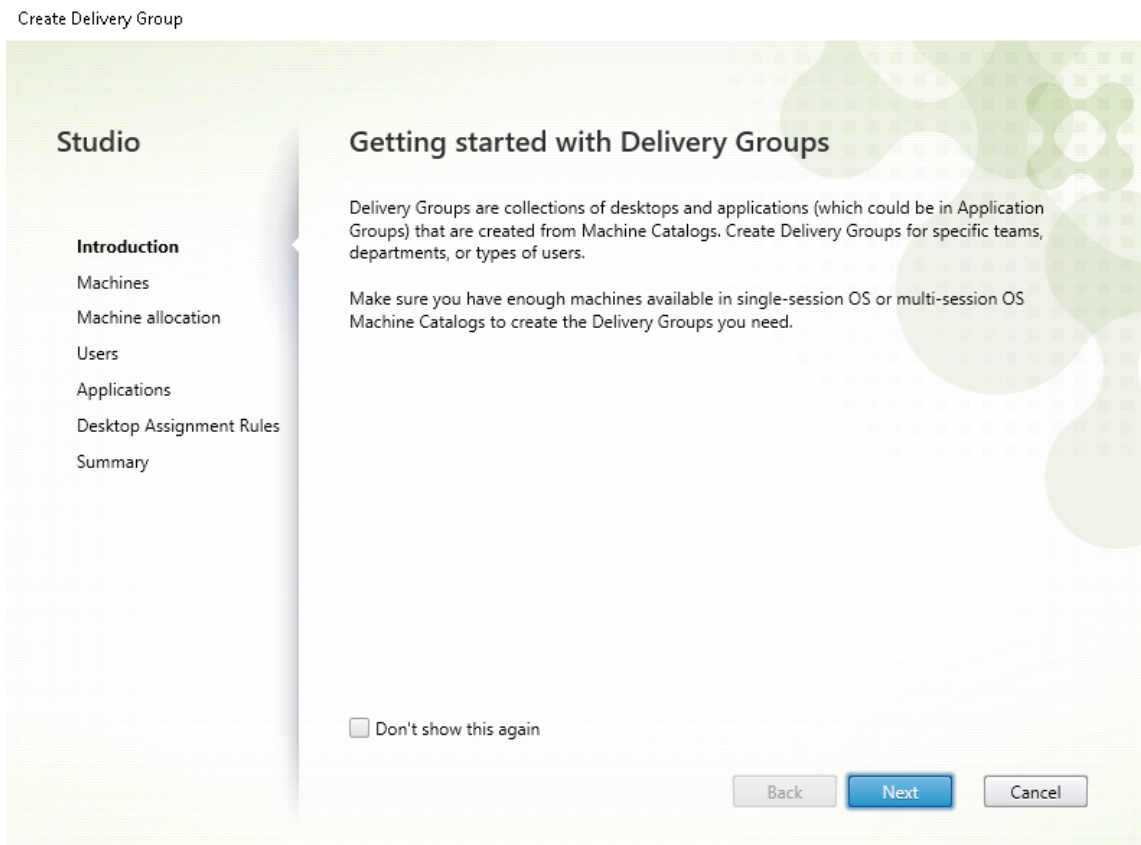 Create Delivery Group
Studio
Introduction
Machines
Machine allocation
Users
Applications
Desktop Assignment Rules
Summary
Getting started with Delivery Groups
Delivery Groups are collections of desktops and applications (which could be in Application
Groups) that are created from Machine Catalogs. Create Delivery Groups for specific teams,
departments, or types of users.
Make sure you have enough machines available in single-session OS or multi-session OS
Machine Catalogs to create the Delivery Groups you need.
Don't show this again
Back
Next
Cancel